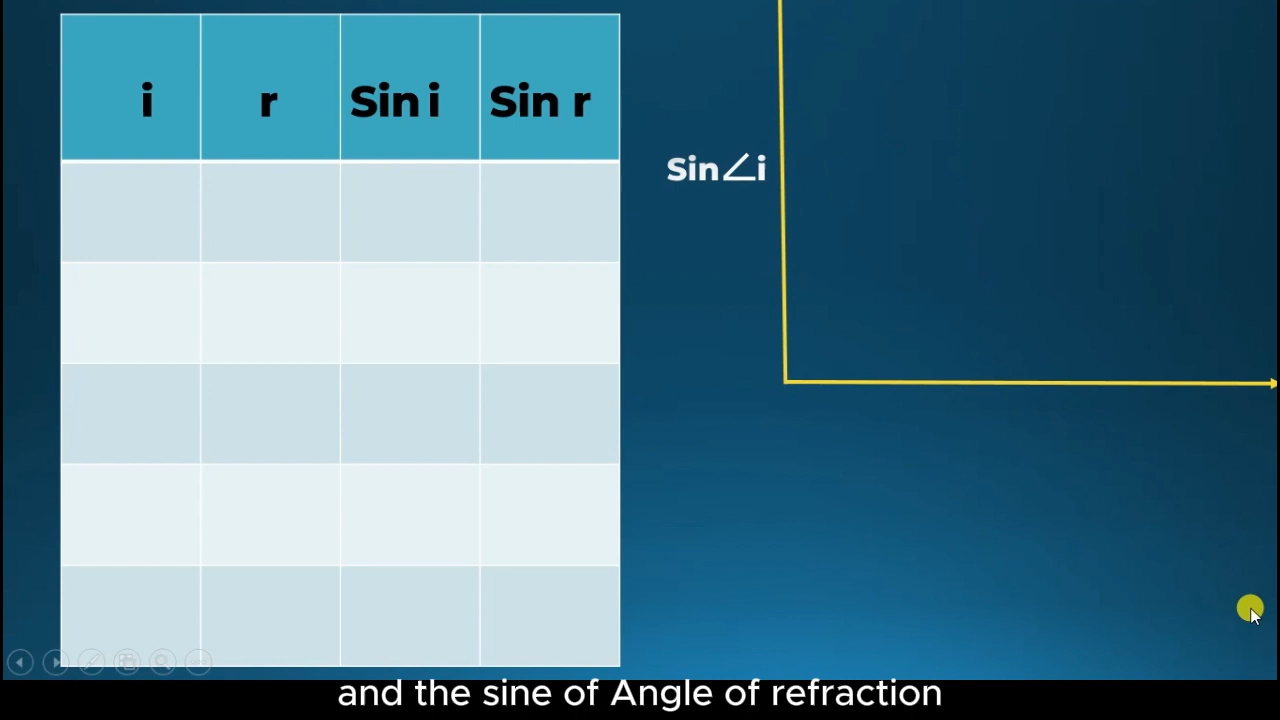 i r Sin i Sin r
Sin∠i
and the sine of Angle of refraction